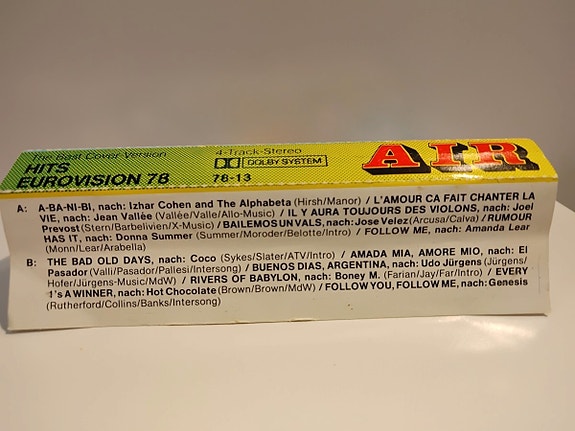 The Best Cover Version
HITS
EUROVISION 78
4-Track-Stereo
DOLBY SYSTEM
78-13
AIR
A: A-BA-NI-BI, nach: Izhar Cohen and The Alphabeta (Hirsh/Manor) / L'AMOUR CA FAIT CHANTER LA
VIE, nach: Jean Vallée (Vallée/Valle/Allo-Music) / IL Y AURA TOUJOURS DES VIOLONS, nach: Joel
Prevost (Stern/Barbelivien/X-Music) / BAILEMOS UN VALS, nach: Jose Velez (Arcusa/Calva) / RUMOUR
HAS IT, nach: Donna Summer (Summer/Moroder/Belotte/Intro) / FOLLOW ME, nach: Amanda Lear
(Monn/Lear/Arabella)
B: THE BAD OLD DAYS, nach: Coco (Sykes/Slater/ATV/Intro) / AMADA MIA, AMORE MIO, nach: El
Pasador (Valli/Pasador/Pallesi/Intersong) / BUENOS DIAS, ARGENTINA, nach: Udo Jürgens (Jürgens/
Hofer/Jürgens-Music/MdW) / RIVERS OF BABYLON, nach: Boney M. (Farian/Jay/Far/Intro) / EVERY
1's A WINNER, nach: Hot Chocolate (Brown/Brown/MdW) / FOLLOW YOU, FOLLOW ME, nach: Genesis
(Rutherford/Collins/Banks/Intersong)